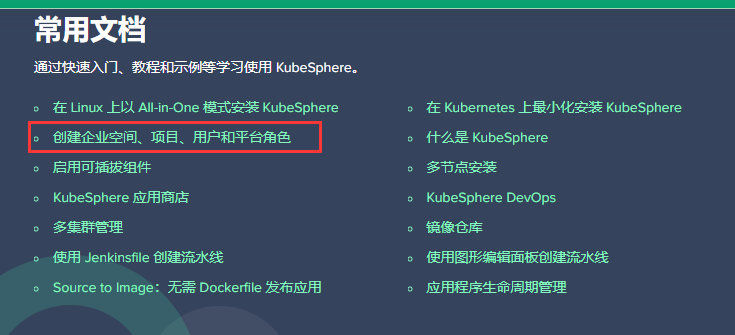 常用文档
通过快速入门、教程和示例等学习使用 KubeSphere。
在 Linux 上以 All-in-One 模式安装 KubeSphere
在 Kubernetes 上最小化安装 KubeSphere
创建企业空间、项目、用户和平台角色
什么是 KubeSphere
启用可插拔组件
多节点安装
KubeSphere 应用商店
KubeSphere DevOps
多集群管理
镜像仓库
使用 Jenkinsfile 创建流水线
使用图形编辑面板创建流水线
Source to Image：无需 Dockerfile 发布应用
应用程序生命周期管理